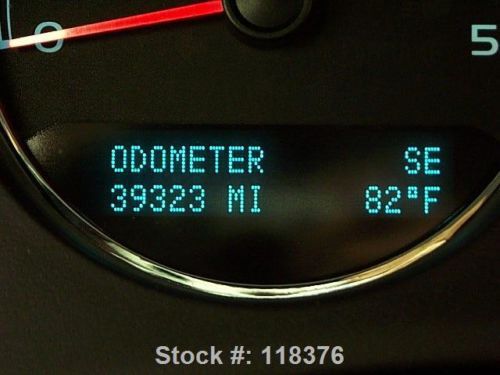 0 5
ODOMETER SE
39323 MI 82°F
Stock #: 118376